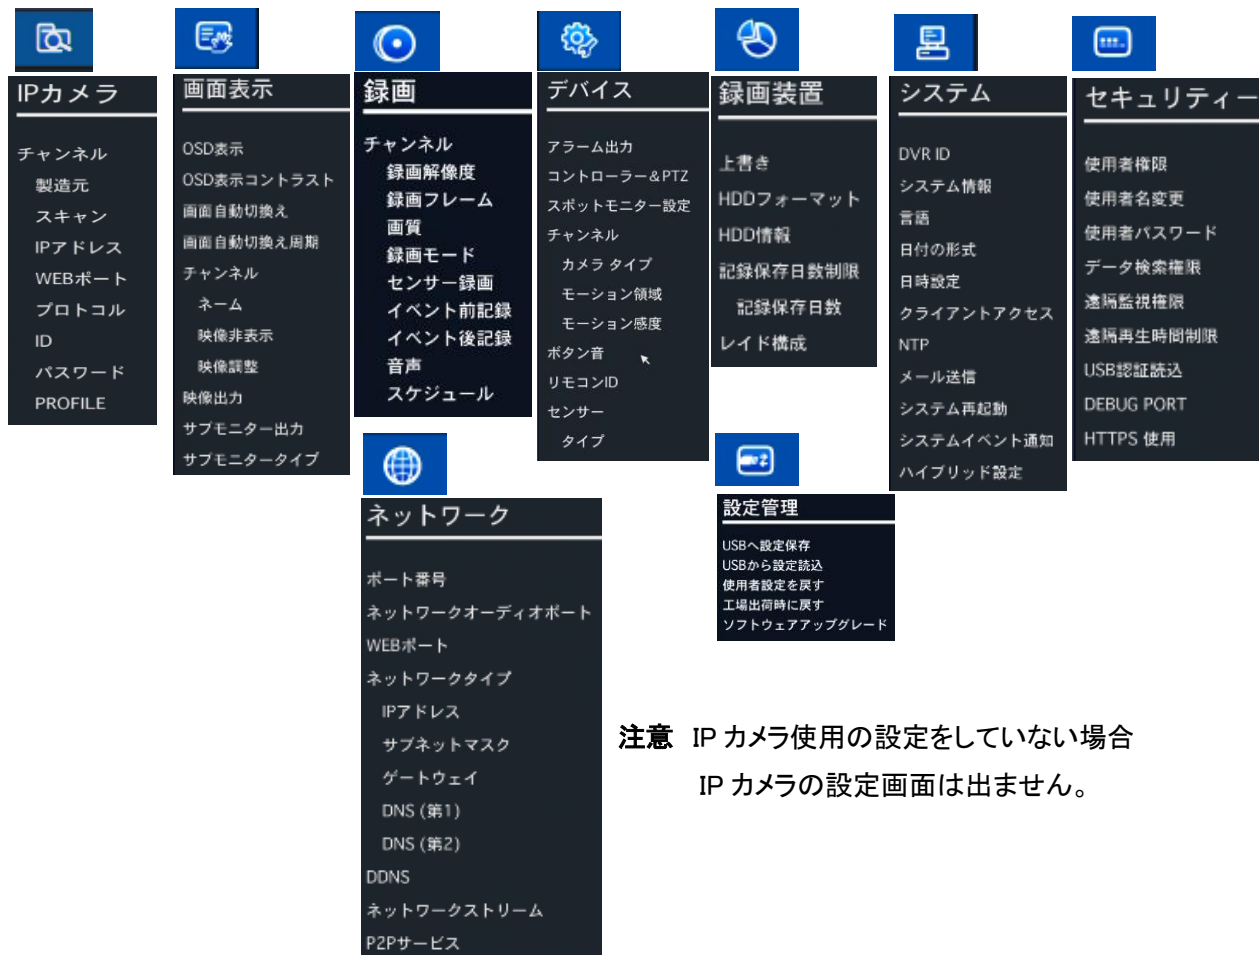 IPカメラ
チャンネル
製造元
スキャン
IPアドレス
WEBポート
プロトコル
ID
パスワード
PROFILE
画面表示
OSD表示
OSD表示コントラスト
画面自動切換え
画面自動切換え周期
チャンネル
ネーム
映像非表示
映像調整
映像出力
サブモニター出力
サブモニタータイプ
録画
チャンネル
録画解像度
録画フレーム
画質
録画モード
センサー録画
イベント前記録
イベント後記録
音声
スケジュール
デバイス
アラーム出力
コントローラー&PTZ
スポットモニター設定
チャンネル
カメラ タイプ
モーション領域
モーション感度
ボタン音
リモコンID
センサー
タイプ
録画装置
上書き
HDDフォーマット
HDD情報
記録保存日数制限
記録保存日数
レイド構成
システム
DVR ID
システム情報
言語
日付の形式
日時設定
クライアントアクセス
NTP
メール送信
システム再起動
システムイベント通知
ハイブリッド設定
セキュリティー
使用者権限
使用者名変更
使用者パスワード
データ検索権限
遠隔監視権限
遠隔再生時間制限
USB認証読込
DEBUG PORT
HTTPS 使用
ネットワーク
ポート番号
ネットワークオーディオポート
WEBポート
ネットワークタイプ
IPアドレス
サブネットマスク
ゲートウェイ
DNS (第1)
DNS (第2)
DDNS
ネットワークストリーム
P2Pサービス
設定管理
USBへ設定保存
USBから設定読込
使用者設定を戻す
工場出荷時に戻す
ソフトウェアアップグレード
注意 IP カメラ使用の設定をしていない場合
IP カメラの設定画面は出ません。